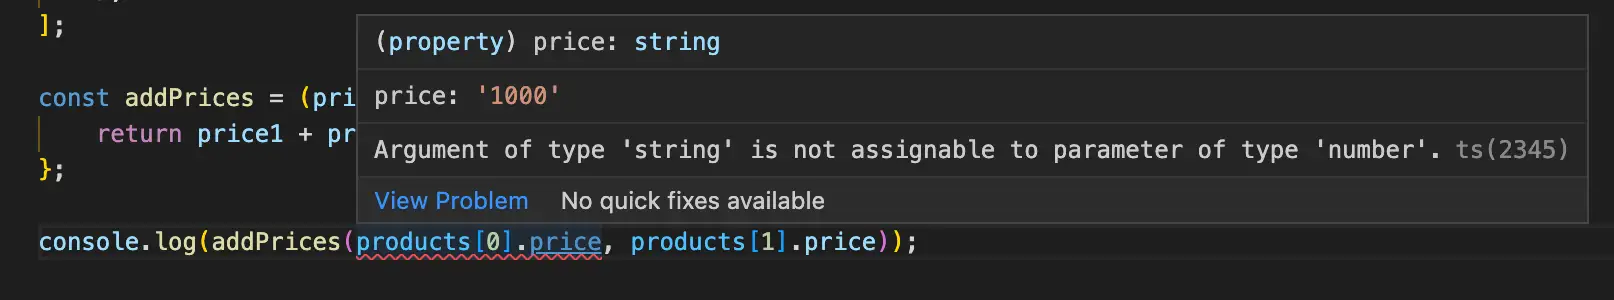 ];
(property) price: string
price: '1000'
const addPrices = (pri
return price1 + pr
Argument of type 'string' is not assignable to parameter of type 'number'. ts(2345)
};
View Problem No quick fixes available
console.log(addPrices(products[0].price, products[1].price));